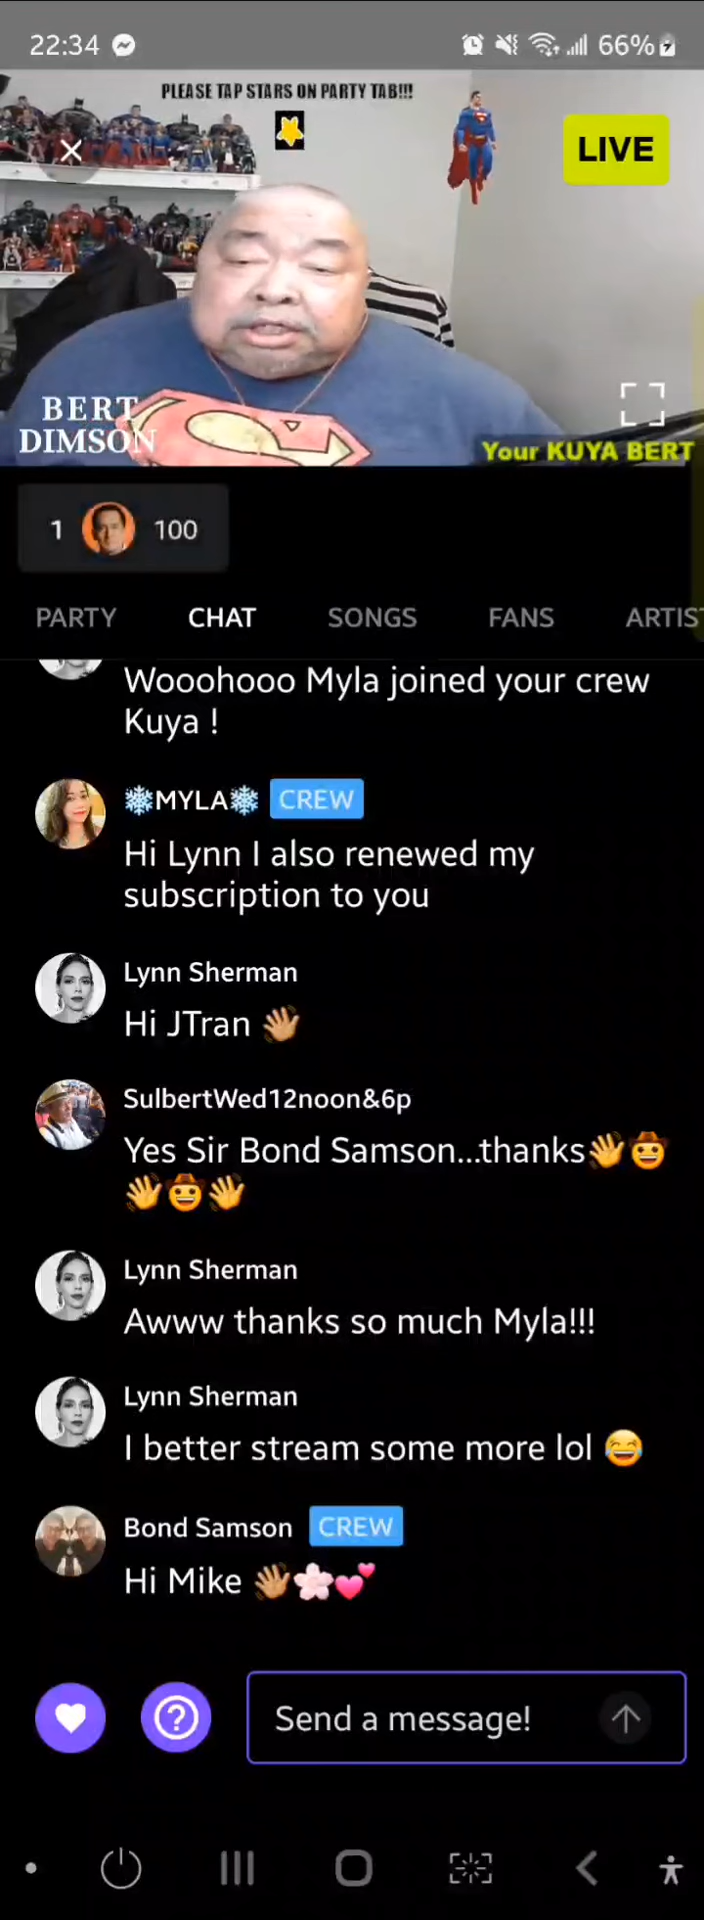 22:34
66%
PLEASE TAP STARS ON PARTY TAB!!!
LIVE
BERT
DIMSON
Your KUYA BERT
1 100
PARTY CHAT SONGS FANS ARTIS
Wooohooo Myla joined your crew
Kuya !
❄MYLA❄ CREW
Hi Lynn I also renewed my
subscription to you
Lynn Sherman
Hi JTran 👋🏽
SulbertWed12noon&6p
Yes Sir Bond Samson...thanks👋🤠
👋🤠👋
Lynn Sherman
Awww thanks so much Myla!!!
Lynn Sherman
I better stream some more lol 😂
Bond Samson CREW
Hi Mike 👋🏽🌸💕
Send a message!